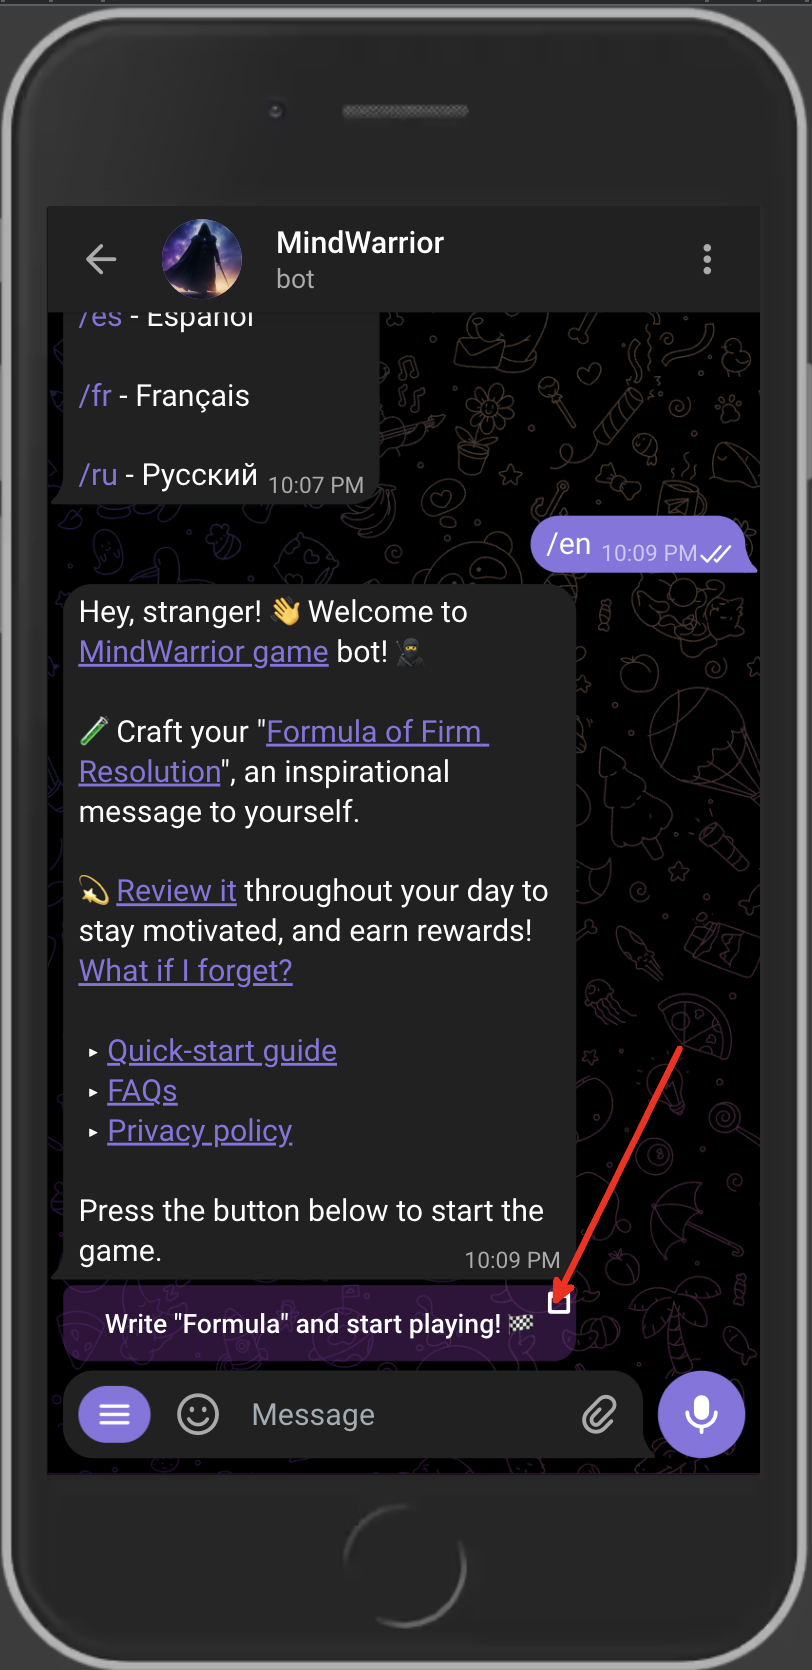 MindWarrior
bot
/es - Español
/fr - Français
/ru - Русский 10:07 PM
/en 10:09 PM
Hey, stranger! 👋 Welcome to
MindWarrior game bot! 🥷
🧪 Craft your "Formula of Firm
Resolution", an inspirational
message to yourself.
💫 Review it throughout your day to
stay motivated, and earn rewards!
What if I forget?
‣ Quick-start guide
‣ FAQs
‣ Privacy policy
Press the button below to start the
game. 10:09 PM
Write "Formula" and start playing! 🏁
Message